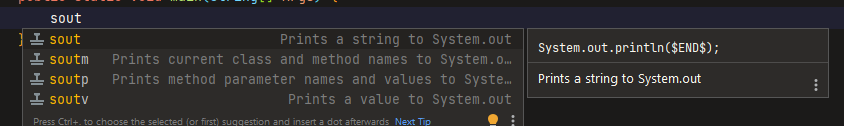 public static void main(String[] args) {
sout
}
sout Prints a string to System.out
soutm Prints current class and method names to System.o…
soutp Prints method parameter names and values to Syste…
soutv Prints a value to System.out
Press Ctrl+. to choose the selected (or first) suggestion and insert a dot afterwards Next Tip
System.out.println($END$);
Prints a string to System.out